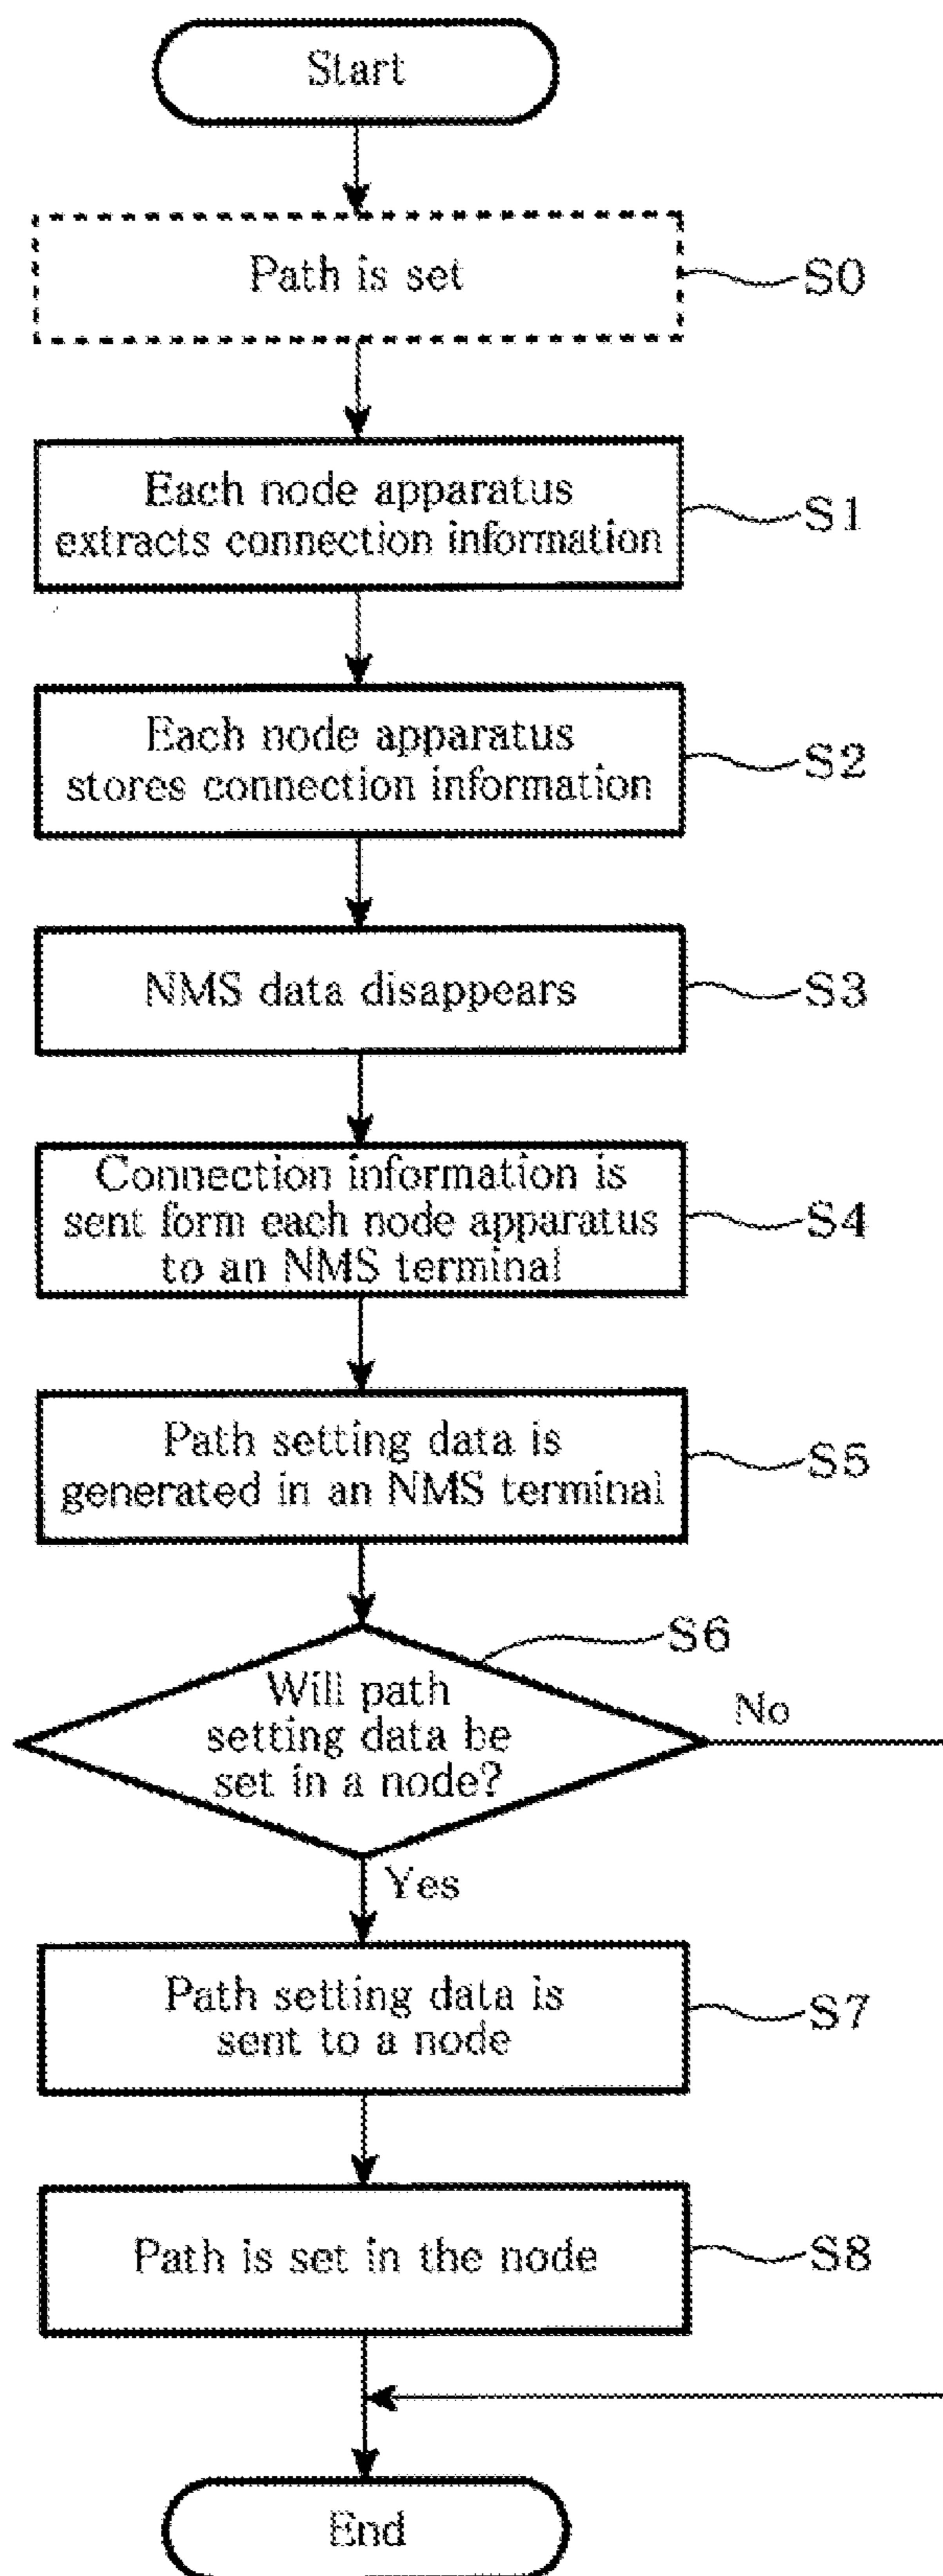 Start
Path is set
S0
Each node apparatus
extracts connection information
S1
Each node apparatus
stores connection information
S2
NMS data disappears
S3
Connection information is
sent form each node apparatus
to an NMS terminal
S4
Path setting data is
generated in an NMS terminal
S5
S6
Will path
setting data be
set in a node?
No
Yes
Path setting data is
sent to a node
S7
Path is set in the node
S8
End